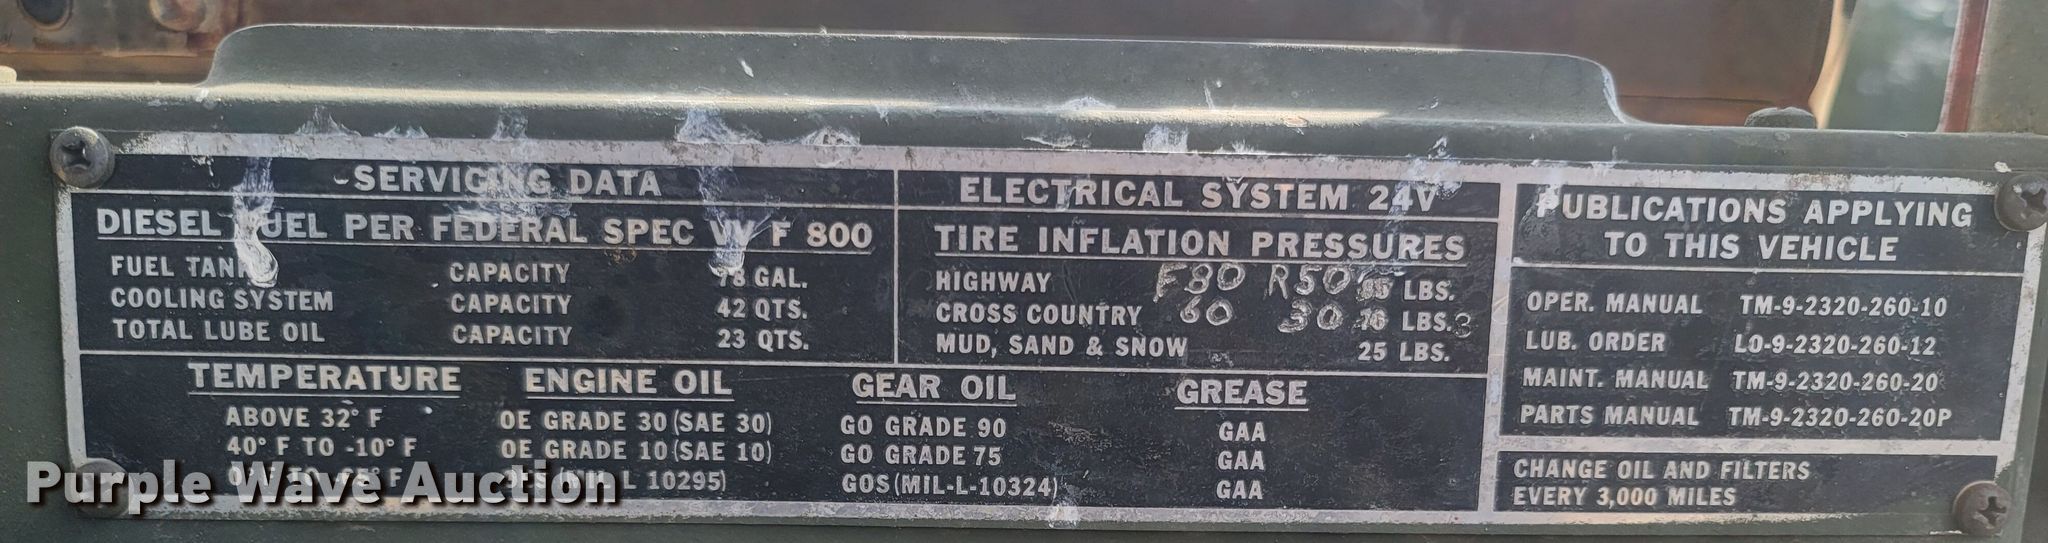 SERVICING DATA
DIESEL FUEL PER FEDERAL SPEC VV F 800
FUEL TANK CAPACITY 78 GAL.
COOLING SYSTEM CAPACITY 42 QTS.
TOTAL LUBE OIL CAPACITY 23 QTS.
ELECTRICAL SYSTEM 24V
TIRE INFLATION PRESSURES
HIGHWAY F80 R50 LBS.
CROSS COUNTRY 60 30 LBS.
MUD, SAND & SNOW 25 LBS.
TEMPERATURE ENGINE OIL GEAR OIL GREASE
ABOVE 32° F OE GRADE 30 (SAE 30) GO GRADE 90 GAA
40° F TO -10° F OE GRADE 10 (SAE 10) GO GRADE 75 GAA
F (MIL L 10295) GOS (MIL-L-10324) GAA
PUBLICATIONS APPLYING
TO THIS VEHICLE
OPER. MANUAL TM-9-2320-260-10
LUB. ORDER LO-9-2320-260-12
MAINT. MANUAL TM-9-2320-260-20
PARTS MANUAL TM-9-2320-260-20P
CHANGE OIL AND FILTERS
EVERY 3,000 MILES
Purple Wave Auction